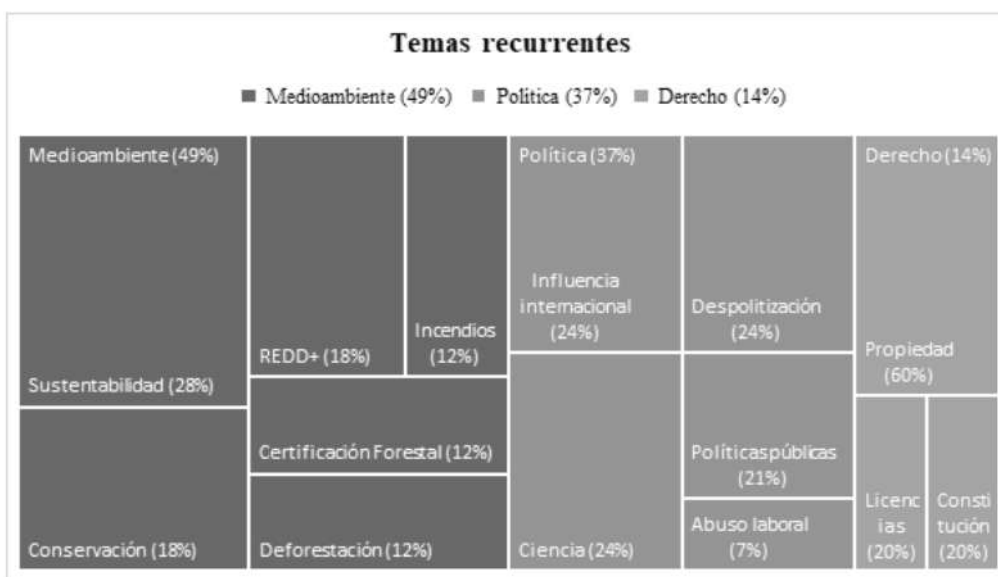 Temas recurrentes
Medioambiente (49%) Política (37%) Derecho (14%)
Medioambiente (49%)
Sustentabilidad (28%)
Conservación (18%)
REDD+ (18%)
Incendios
(12%)
Certificación Forestal (12%)
Deforestación (12%)
Política (37%)
Influencia
internacional
(24%)
Ciencia (24%)
Despolitización
(24%)
Políticas públicas
(21%)
Abuso laboral
(7%)
Derecho (14%)
Propiedad
(60%)
Licenc
ias
(20%)
Consti
tución
(20%)